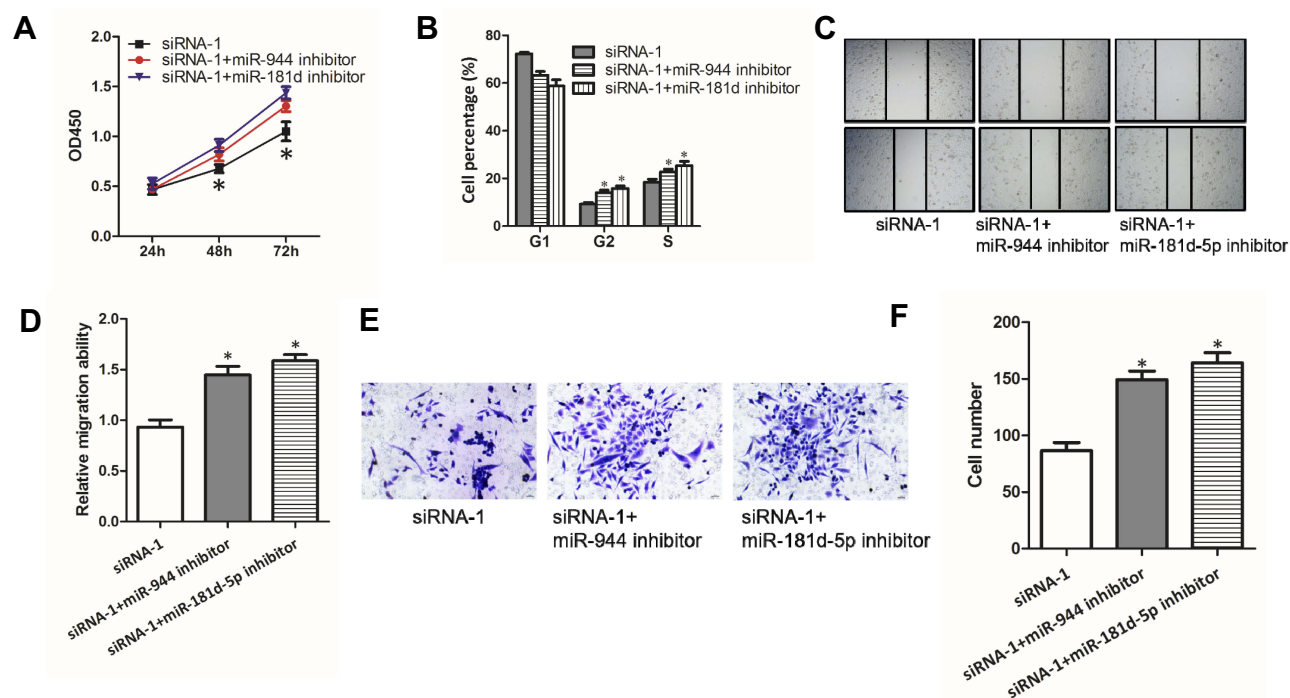 A
2.0
1.5
1.0
0.5
0.0
OD450
24h
48h
72h
siRNA-1
siRNA-1+miR-944 inhibitor
siRNA-1+miR-181d inhibitor
*
*
B
80
60
40
20
0
Cell percentage (%)
G1
G2
S
siRNA-1
siRNA-1+miR-944 inhibitor
siRNA-1+miR-181d inhibitor
* *
* *
C
siRNA-1
siRNA-1+
miR-944 inhibitor
siRNA-1+
miR-181d-5p inhibitor
D
2.0
1.5
1.0
0.5
0.0
Relative migration ability
*
*
siRNA-1
siRNA-1+miR-944 inhibitor
siRNA-1+miR-181d-5p inhibitor
E
siRNA-1
siRNA-1+
miR-944 inhibitor
siRNA-1+
miR-181d-5p inhibitor
F
200
150
100
50
0
Cell number
*
*
siRNA-1
siRNA-1+miR-944 inhibitor
siRNA-1+miR-181d-5p inhibitor